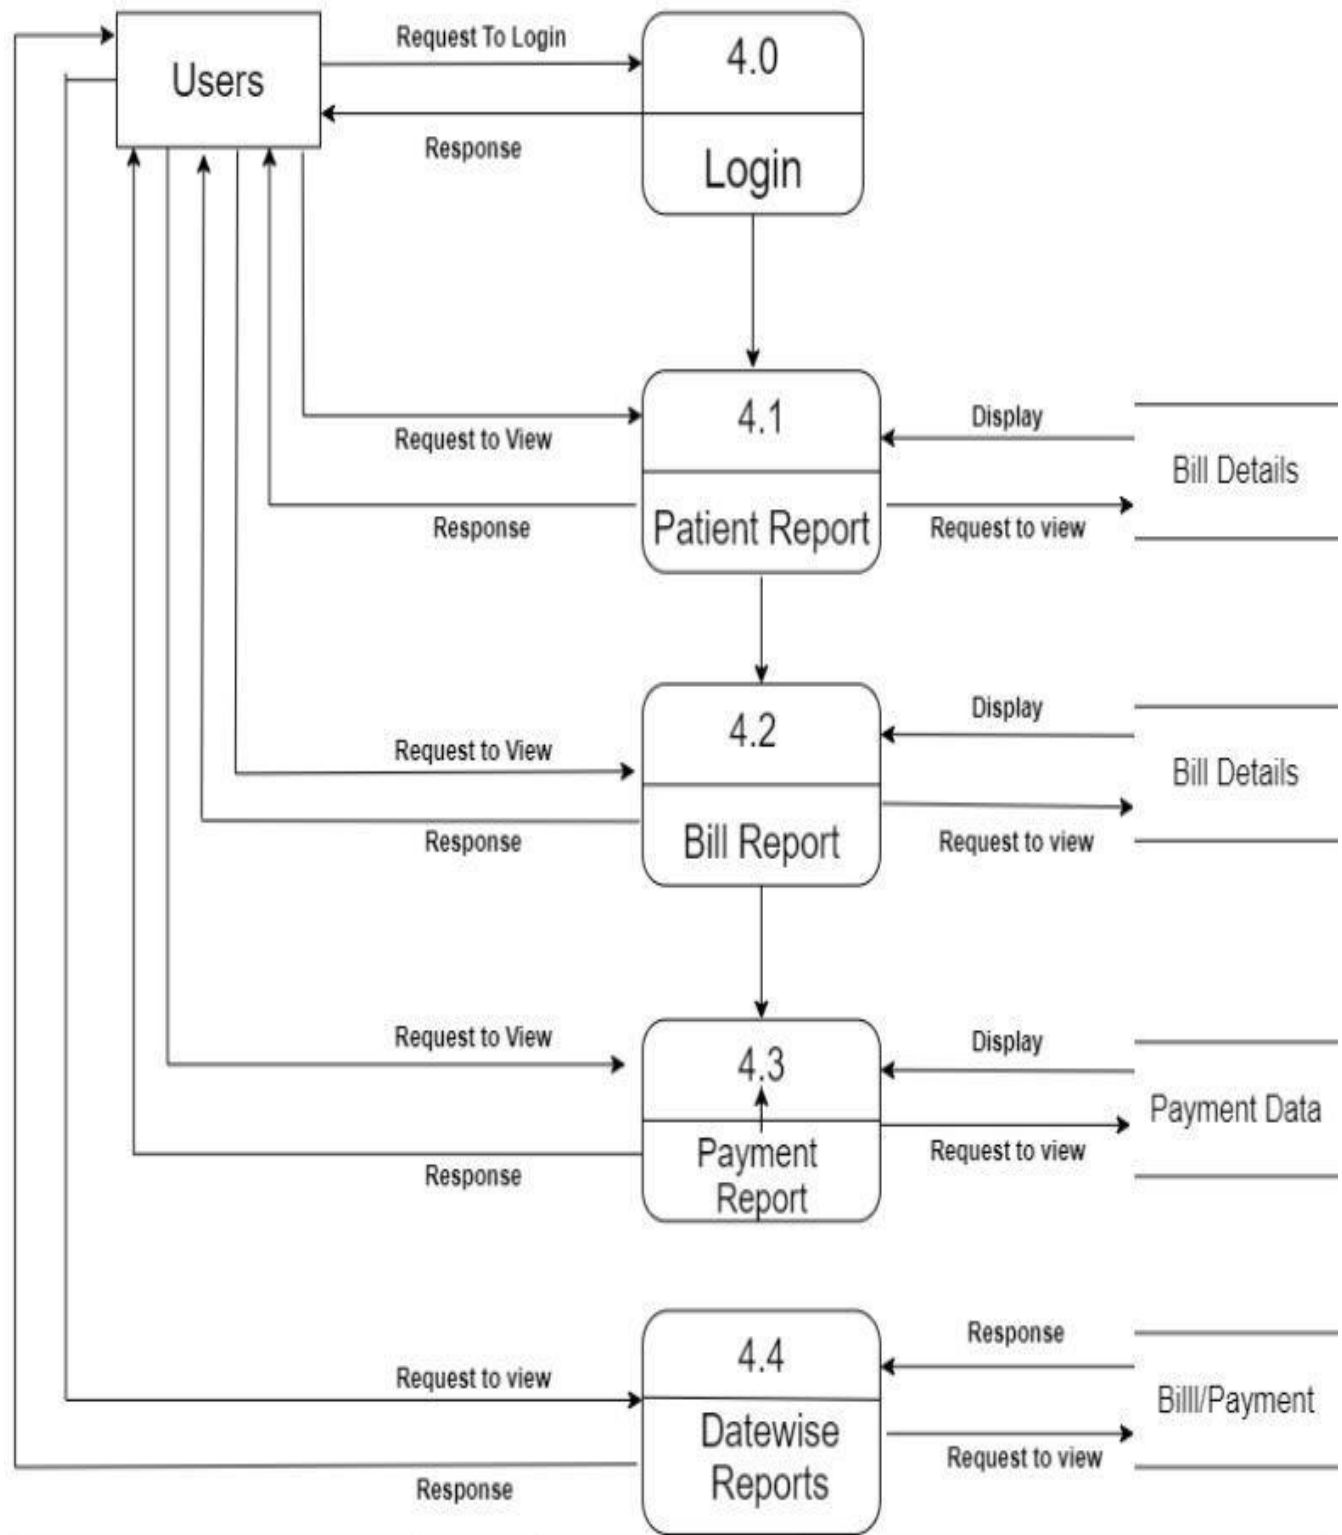 Request To Login
4.0
Users
Response
Login
4.1
Display
Request to View
Bill Details
Response
Patient Report
Request to view
4.2
Display
Request to View
Bill Details
Response
Bill Report
Request to view
Request to View
4.3
Display
Payment Data
Payment
Report
Response
Request to view
4.4
Response
Request to view
Billl/Payment
Datewise
Reports
Request to view
Response